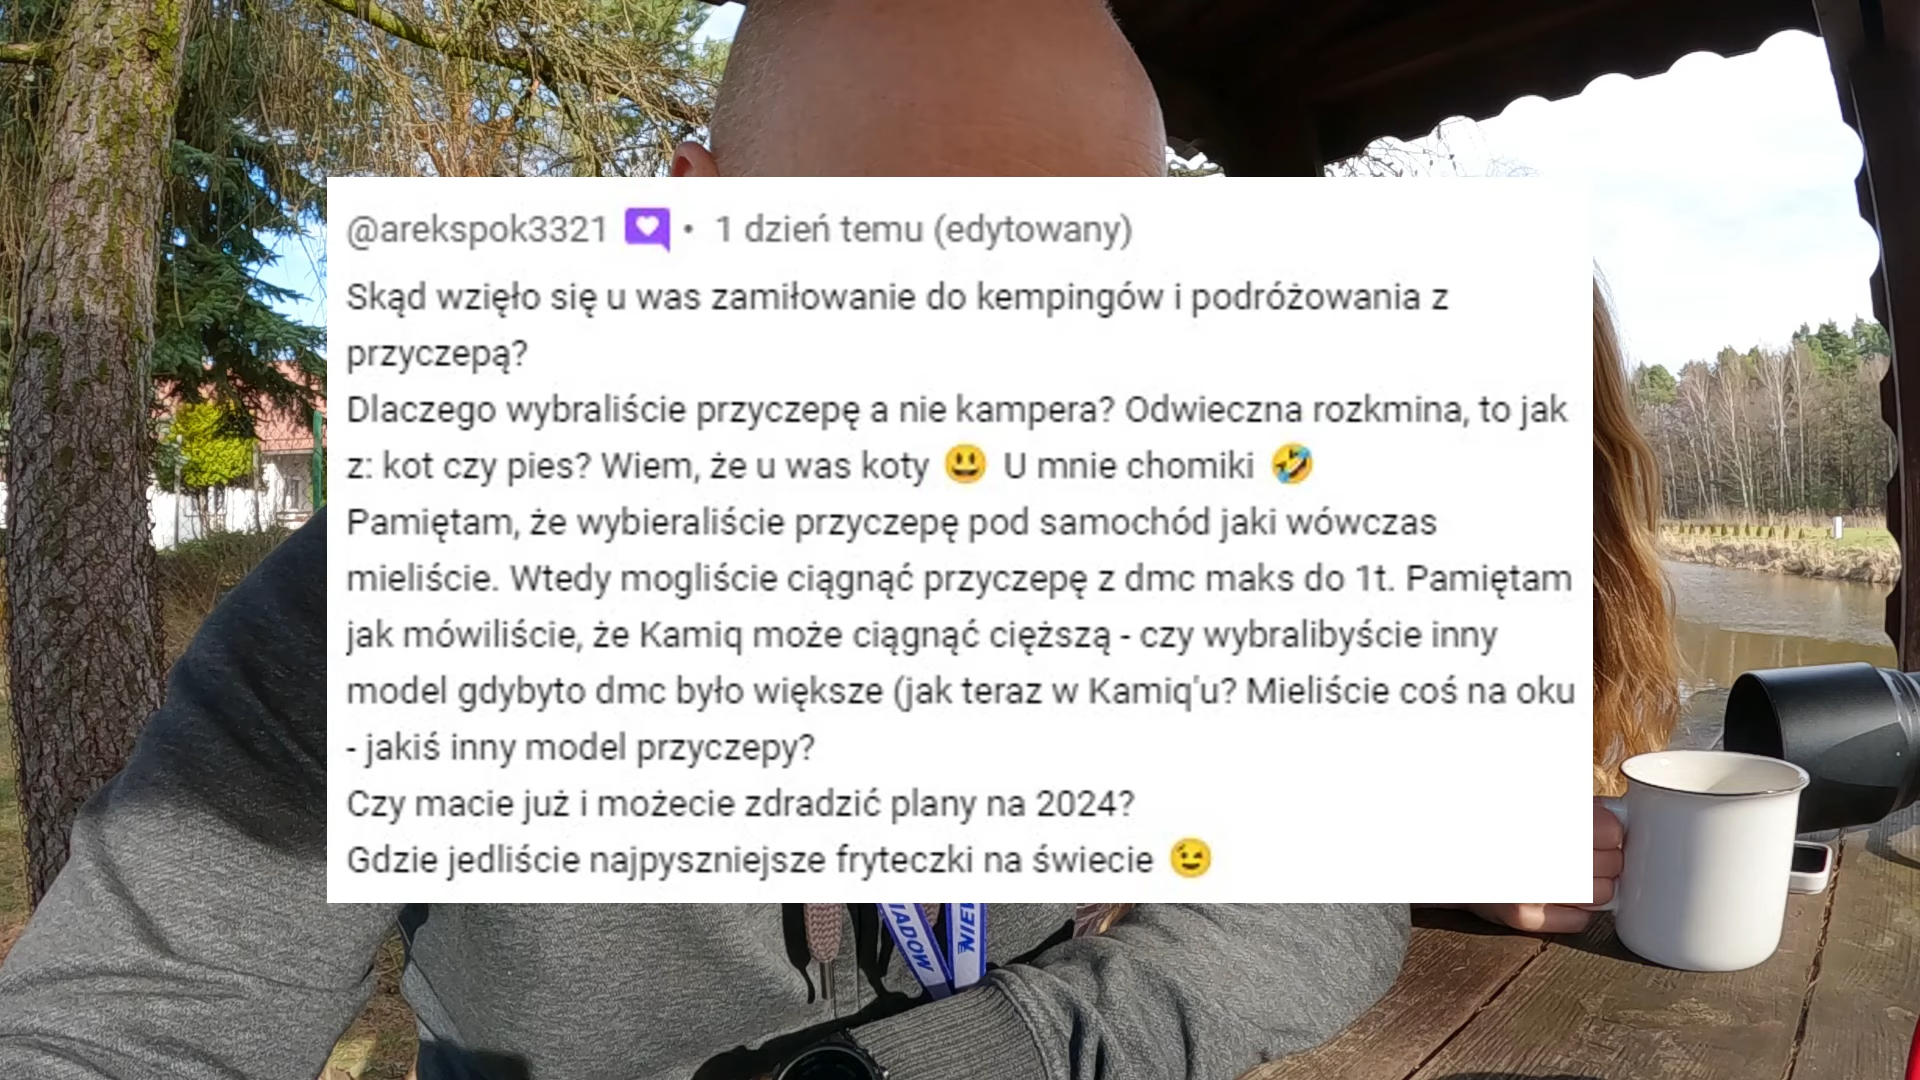 @arekspok3321 • 1 dzień temu (edytowany)
Skąd wzięło się u was zamiłowanie do kempingów i podróżowania z
przyczepą?
Dlaczego wybraliście przyczepę a nie kampera? Odwieczna rozkmina, to jak
z: kot czy pies? Wiem, że u was koty 😃 U mnie chomiki 🤣
Pamiętam, że wybieraliście przyczepę pod samochód jaki wówczas
mieliście. Wtedy mogliście ciągnąć przyczepę z dmc maks do 1t. Pamiętam
jak mówiliście, że Kamiq może ciągnąć cięższą - czy wybralibyście inny
model gdybyto dmc było większe (jak teraz w Kamiq'u? Mieliście coś na oku
- jakiś inny model przyczepy?
Czy macie już i możecie zdradzić plany na 2024?
Gdzie jedliście najpyszniejsze fryteczki na świecie 😉
IADÓW
NIE